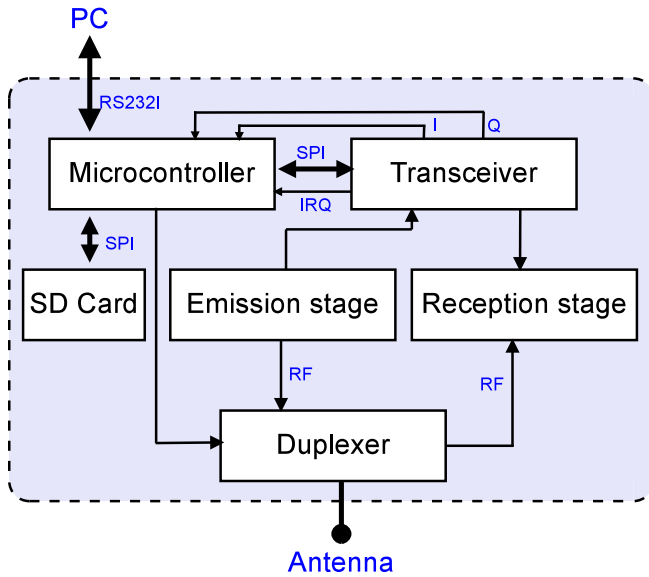 PC
RS232I
I
Q
Microcontroller
SPI
Transceiver
IRQ
SPI
SD Card
Emission stage
Reception stage
RF
RF
Duplexer
Antenna